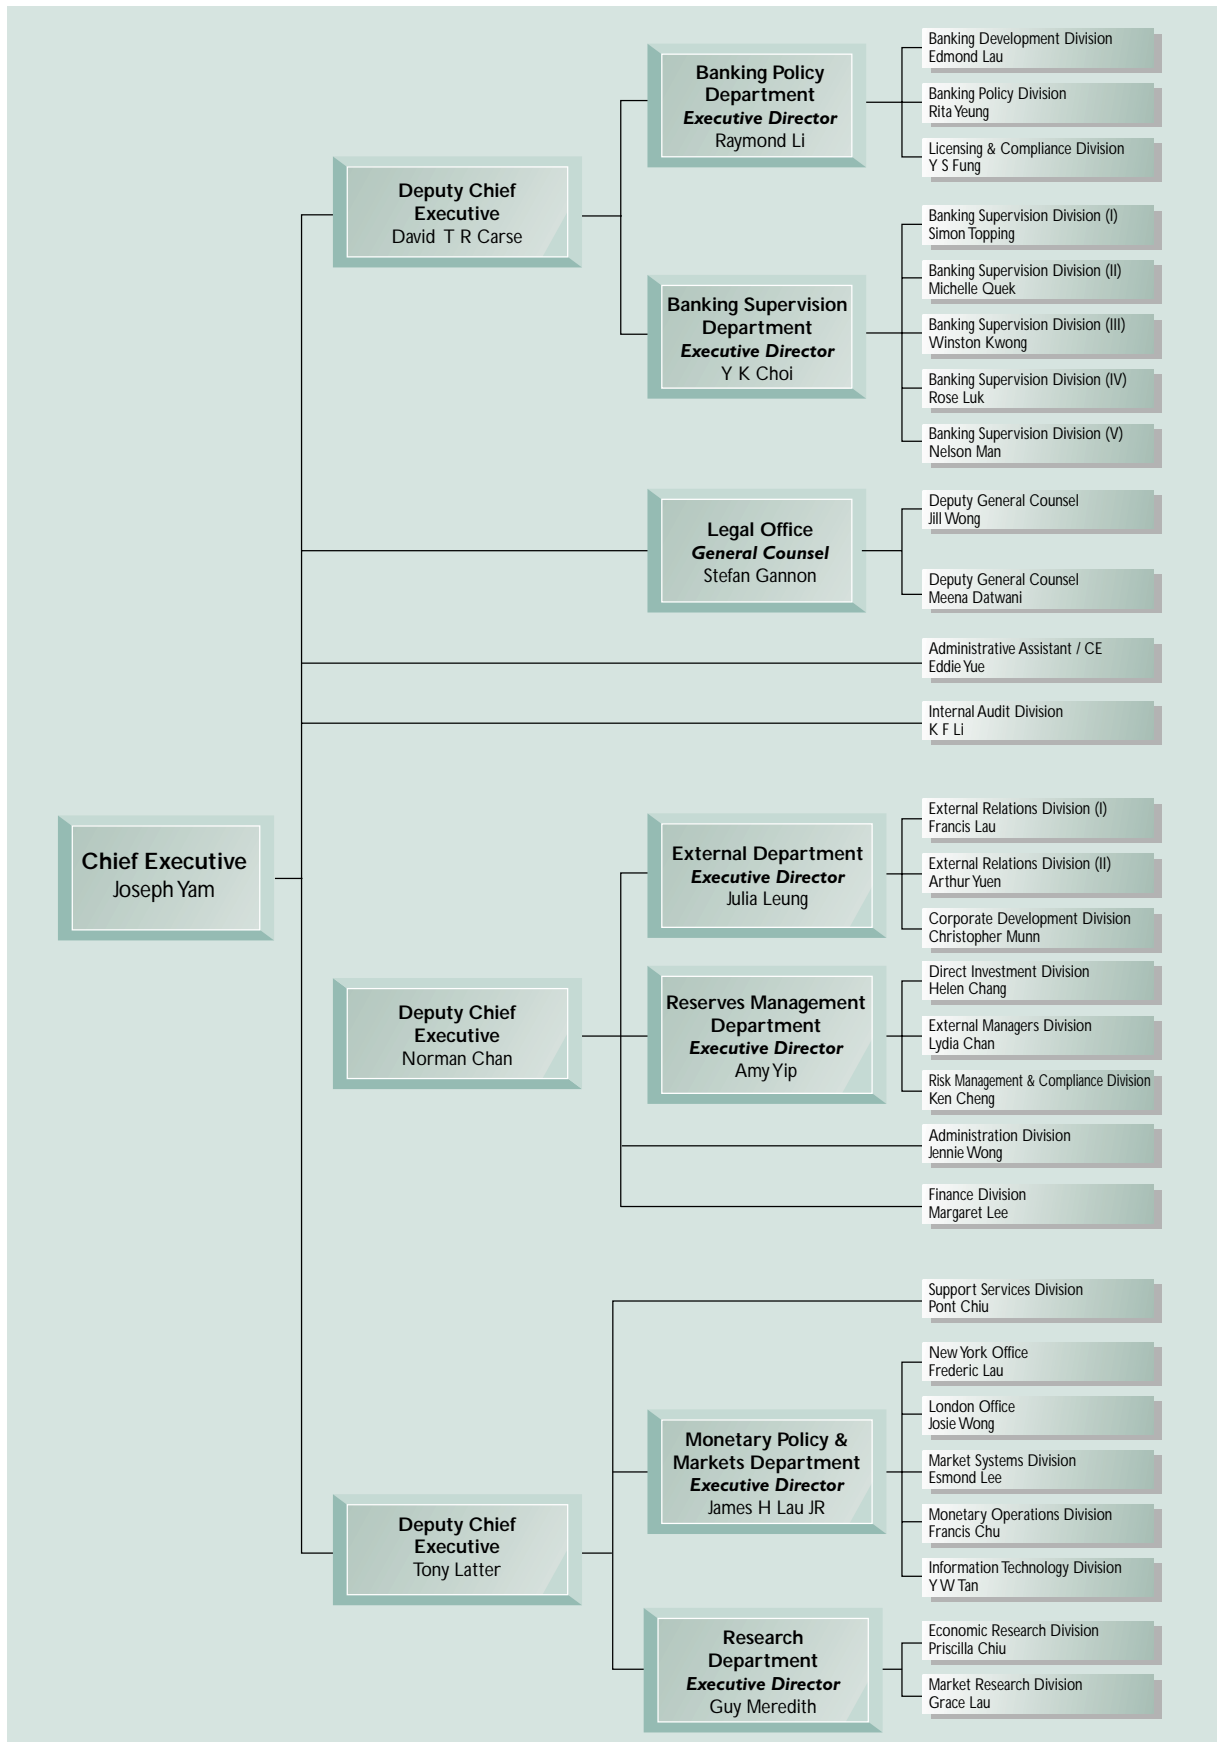 Chief Executive
Joseph Yam
Deputy Chief
Executive
David T R Carse
Banking Policy
Department
Executive Director
Raymond Li
Banking Development Division
Edmond Lau
Banking Policy Division
Rita Yeung
Licensing & Compliance Division
Y S Fung
Banking Supervision
Department
Executive Director
Y K Choi
Banking Supervision Division (I)
Simon Topping
Banking Supervision Division (II)
Michelle Quek
Banking Supervision Division (III)
Winston Kwong
Banking Supervision Division (IV)
Rose Luk
Banking Supervision Division (V)
Nelson Man
Legal Office
General Counsel
Stefan Gannon
Deputy General Counsel
Jill Wong
Deputy General Counsel
Meena Datwani
Administrative Assistant / CE
Eddie Yue
Internal Audit Division
K F Li
Deputy Chief
Executive
Norman Chan
External Department
Executive Director
Julia Leung
External Relations Division (I)
Francis Lau
External Relations Division (II)
Arthur Yuen
Corporate Development Division
Christopher Munn
Reserves Management
Department
Executive Director
Amy Yip
Direct Investment Division
Helen Chang
External Managers Division
Lydia Chan
Risk Management & Compliance Division
Ken Cheng
Administration Division
Jennie Wong
Finance Division
Margaret Lee
Deputy Chief
Executive
Tony Latter
Support Services Division
Pont Chiu
Monetary Policy &
Markets Department
Executive Director
James H Lau JR
New York Office
Frederic Lau
London Office
Josie Wong
Market Systems Division
Esmond Lee
Monetary Operations Division
Francis Chu
Information Technology Division
Y W Tan
Research
Department
Executive Director
Guy Meredith
Economic Research Division
Priscilla Chiu
Market Research Division
Grace Lau